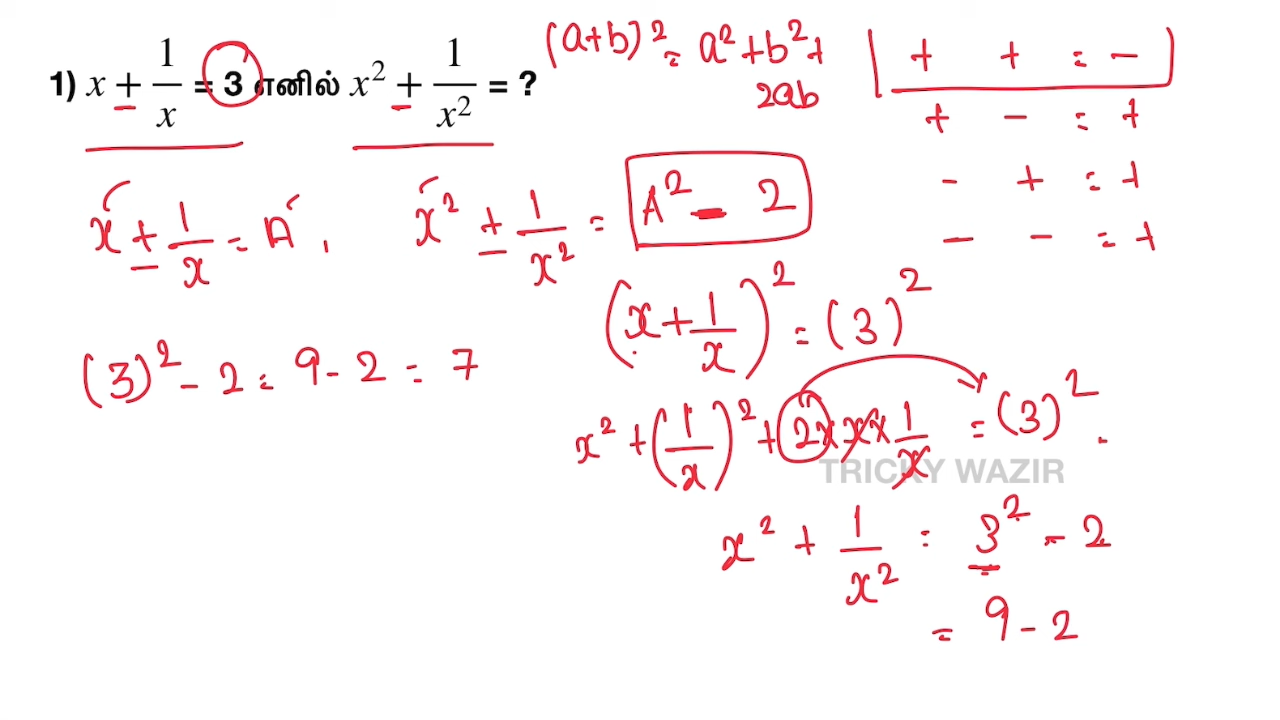 1) x + 1/x = 3 எனில் x² + 1/x² = ?
(a+b)² = a² + b² +
2ab
+ + = -
+ - = +
- + = +
- - = +
x + 1/x = A, x² + 1/x² = A² - 2
(x + 1/x)² = (3)²
(3)² - 2 = 9 - 2 = 7
x² + (1/x)² + 2 × x × 1/x = (3)²
TRICKY WAZIR
x² + 1/x² = 3² - 2
= 9 - 2